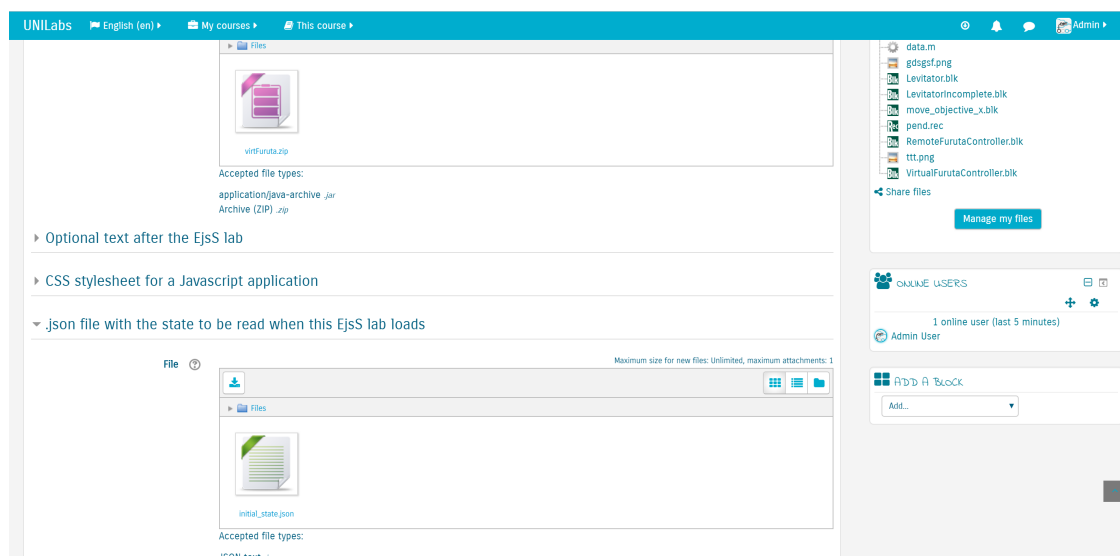 UNILabs English (en) My courses This course Admin
Files
virtFuruta.zip
Accepted file types:
application/java-archive .jar
Archive (ZIP) .zip
Optional text after the EjsS lab
CSS stylesheet for a Javascript application
.json file with the state to be read when this EjsS lab loads
File
Maximum size for new files: Unlimited, maximum attachments: 1
Files
initial_state.json
Accepted file types:
data.m
gdsgsf.png
Levitator.blk
LevitatorIncomplete.blk
move_objective_x.blk
pend.rec
RemoteFurutaController.blk
ttt.png
VirtualFurutaController.blk
Share files
Manage my files
ONLINE USERS
1 online user (last 5 minutes)
Admin User
ADD A BLOCK
Add...